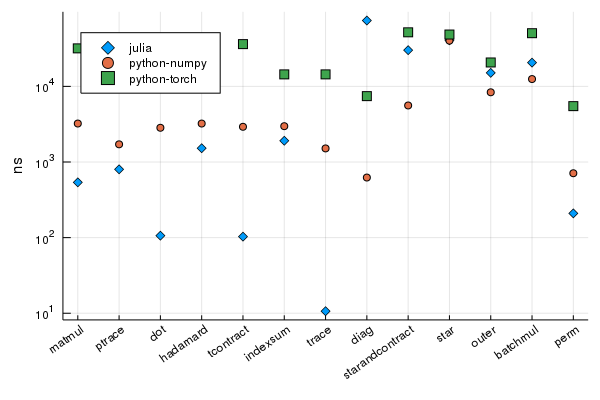 julia
python-numpy
python-torch
10^4
10^3
10^2
10^1
ns
matmul
ptrace
dot
hadamard
tcontract
indexsum
trace
diag
starandcontract
star
outer
batchmul
perm